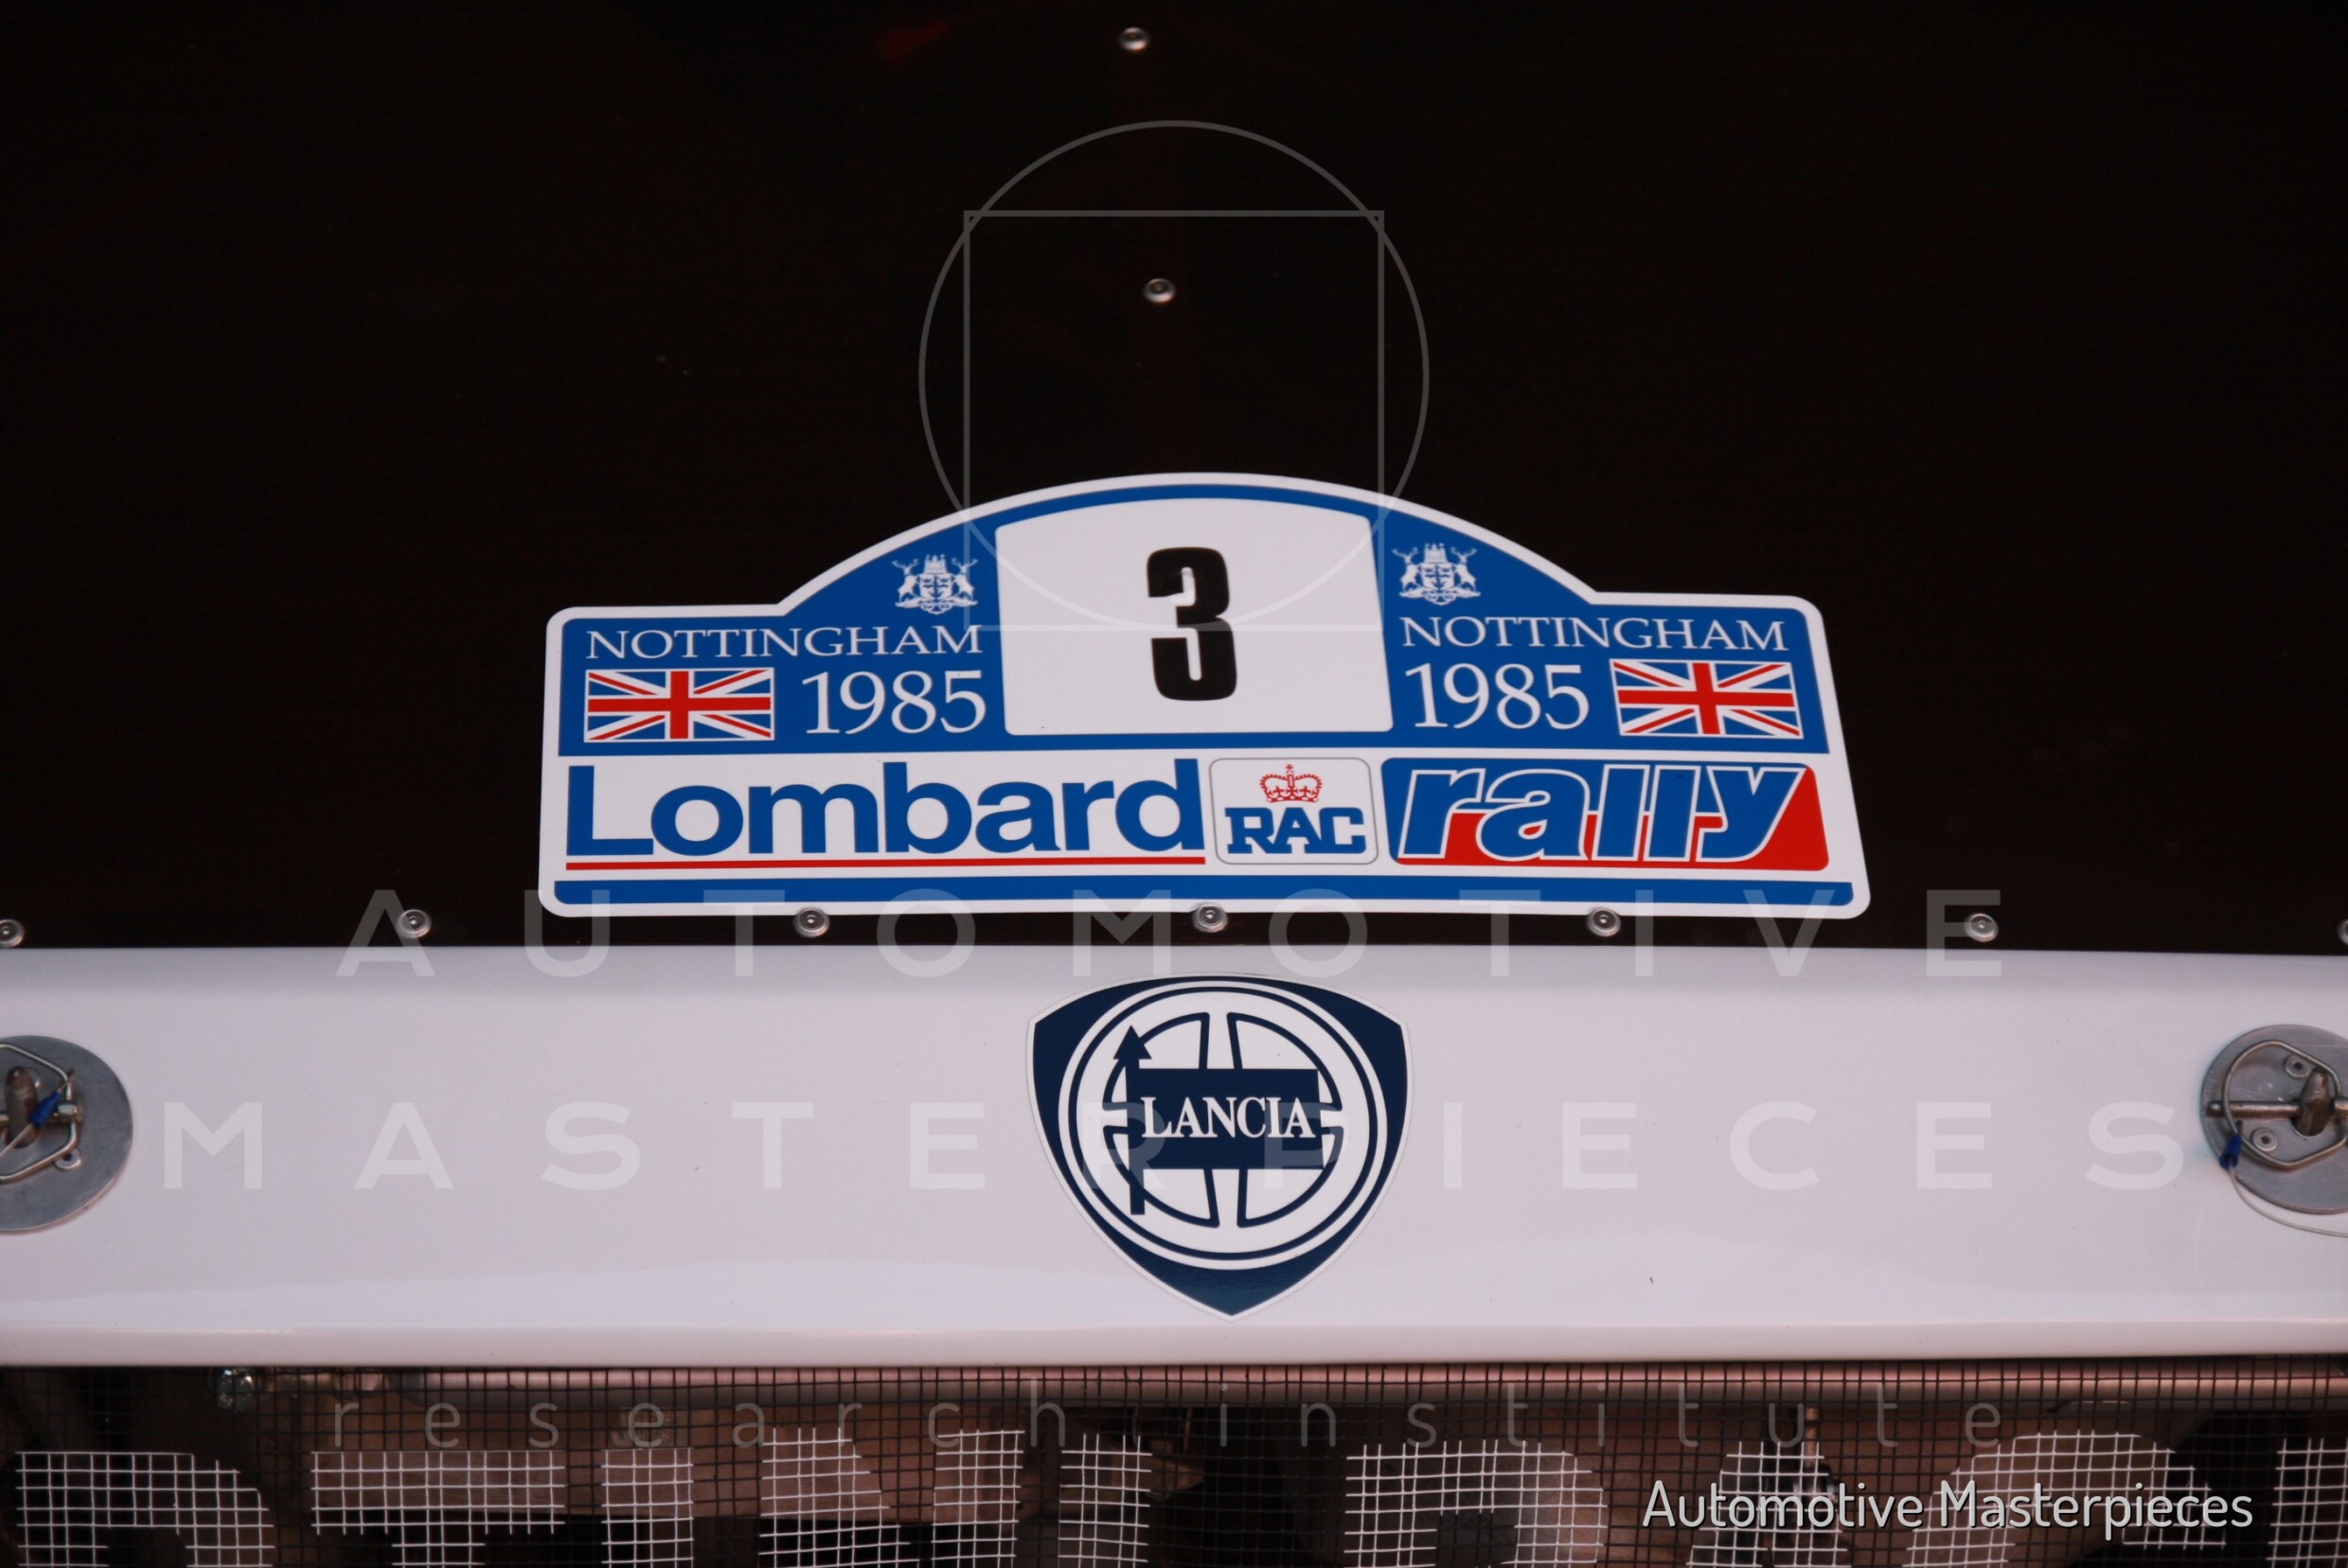 3
NOTTINGHAM
1985
NOTTINGHAM
1985
Lombard RAC rally
AUTOMOTIVE
LANCIA
MASTERPIECES
research institute
Automotive Masterpieces